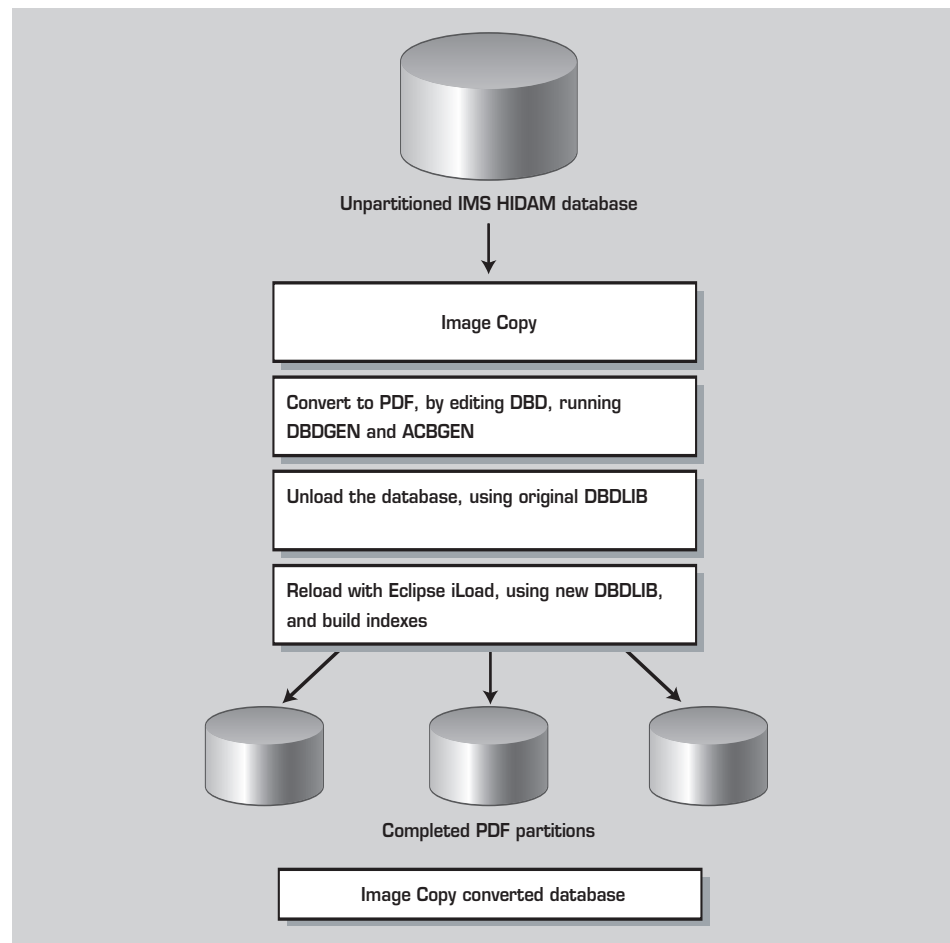 Unpartitioned IMS HIDAM database
Image Copy
Convert to PDF, by editing DBD, running
DBDGEN and ACBGEN
Unload the database, using original DBDLIB
Reload with Eclipse iLoad, using new DBDLIB,
and build indexes
Completed PDF partitions
Image Copy converted database